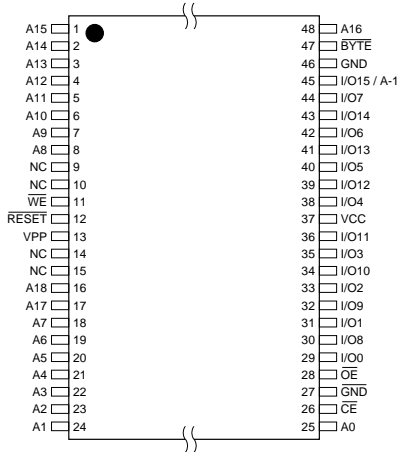 A15 1 48 A16
A14 2 47 BYTE
A13 3 46 GND
A12 4 45 I/O15 / A-1
A11 5 44 I/O7
A10 6 43 I/O14
A9 7 42 I/O6
A8 8 41 I/O13
NC 9 40 I/O5
NC 10 39 I/O12
WE 11 38 I/O4
RESET 12 37 VCC
VPP 13 36 I/O11
NC 14 35 I/O3
NC 15 34 I/O10
A18 16 33 I/O2
A17 17 32 I/O9
A7 18 31 I/O1
A6 19 30 I/O8
A5 20 29 I/O0
A4 21 28 OE
A3 22 27 GND
A2 23 26 CE
A1 24 25 A0